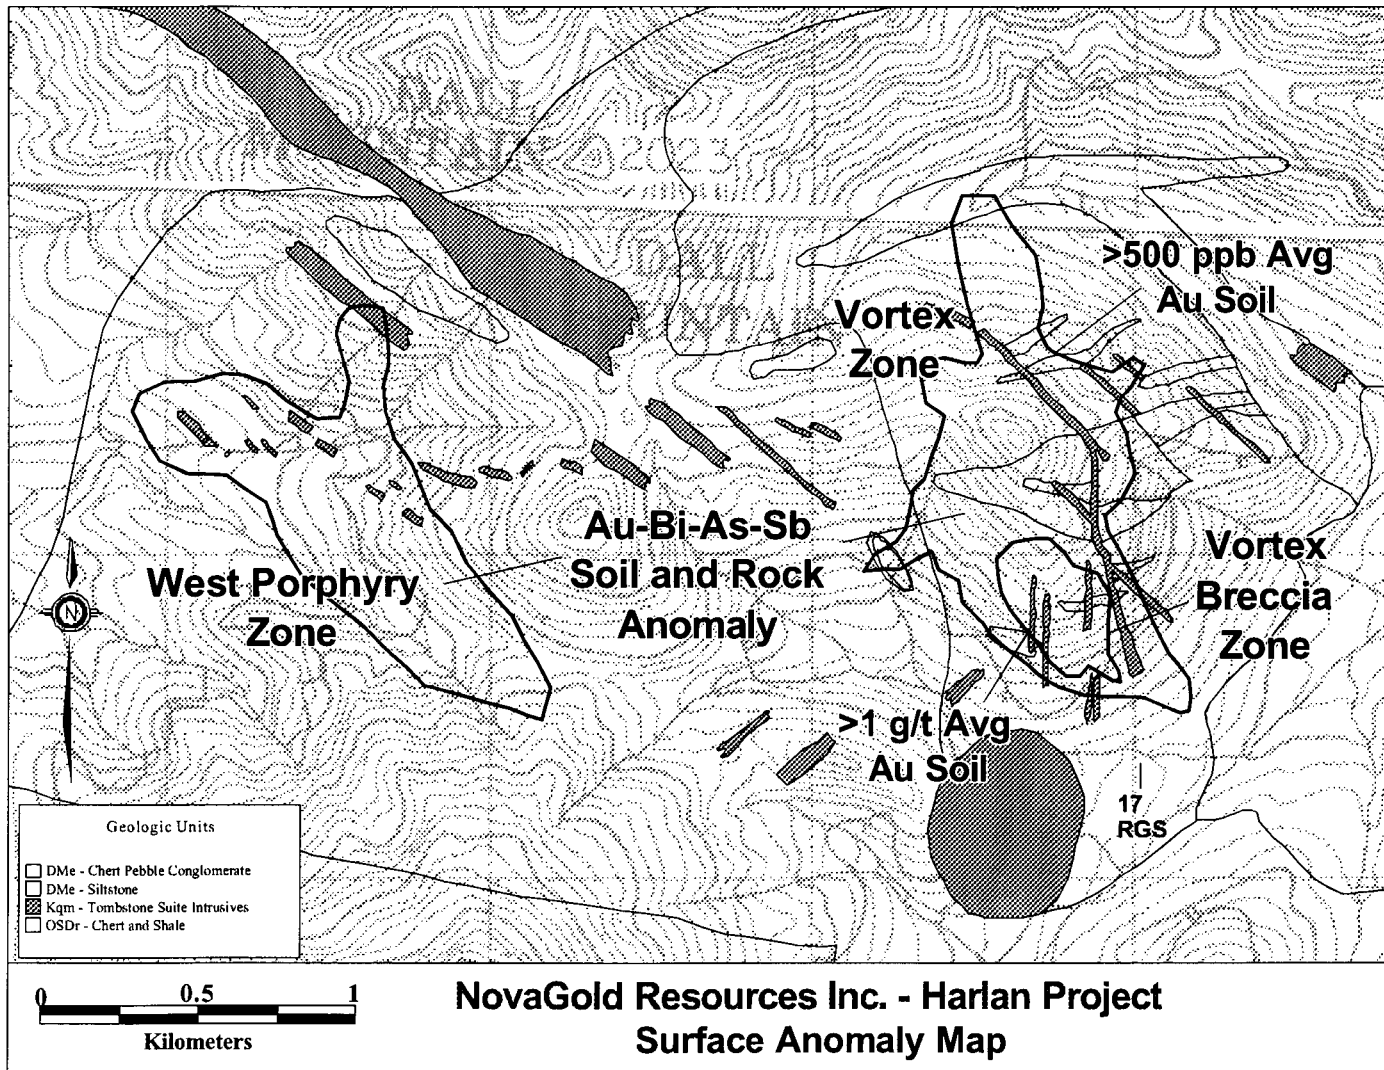 >500 ppb Avg
Au Soil
Vortex
Zone
Au-Bi-As-Sb
Soil and Rock
Anomaly
West Porphyry
Zone
Vortex
Breccia
Zone
N
>1 g/t Avg
Au Soil
17
RGS
Geologic Units
DMe - Chert Pebble Conglomerate
DMe - Siltstone
Kqm - Tombstone Suite Intrusives
OSDr - Chert and Shale
0 0.5 1
Kilometers
NovaGold Resources Inc. - Harlan Project
Surface Anomaly Map